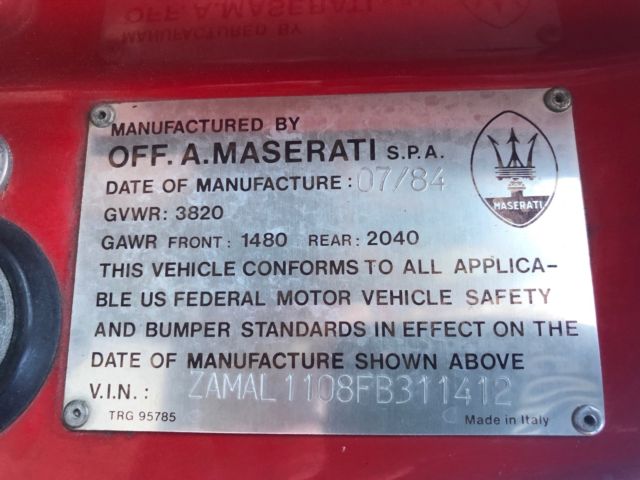 MANUFACTURED BY
OFF. A. MASERATI S.P.A.
DATE OF MANUFACTURE: 07/84
MASERATI
GVWR: 3820
GAWR FRONT: 1480 REAR: 2040
THIS VEHICLE CONFORMS TO ALL APPLICA-
BLE US FEDERAL MOTOR VEHICLE SAFETY
AND BUMPER STANDARDS IN EFFECT ON THE
DATE OF MANUFACTURE SHOWN ABOVE
V.I.N.: ZAMAL1108FB311412
TRG 95785 Made in Italy